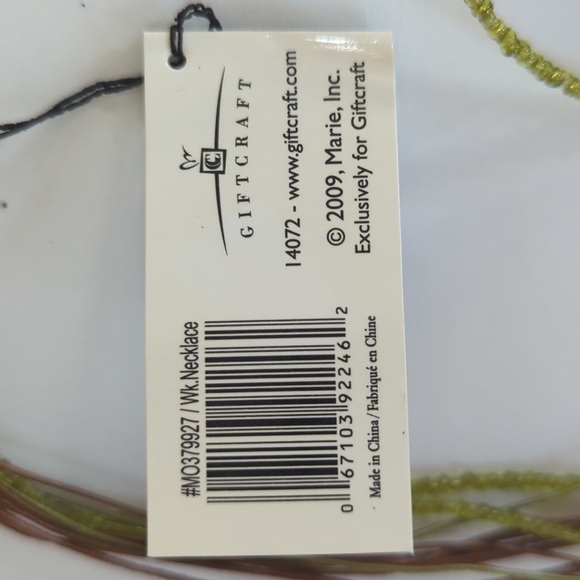 C
GIFTCRAFT
14072 - www.giftcraft.com
© 2009, Marie, Inc.
Exclusively for Giftcraft
#MO379927 / Wk.Necklace
0 67103 92246 2
Made in China / Fabriqué en Chine